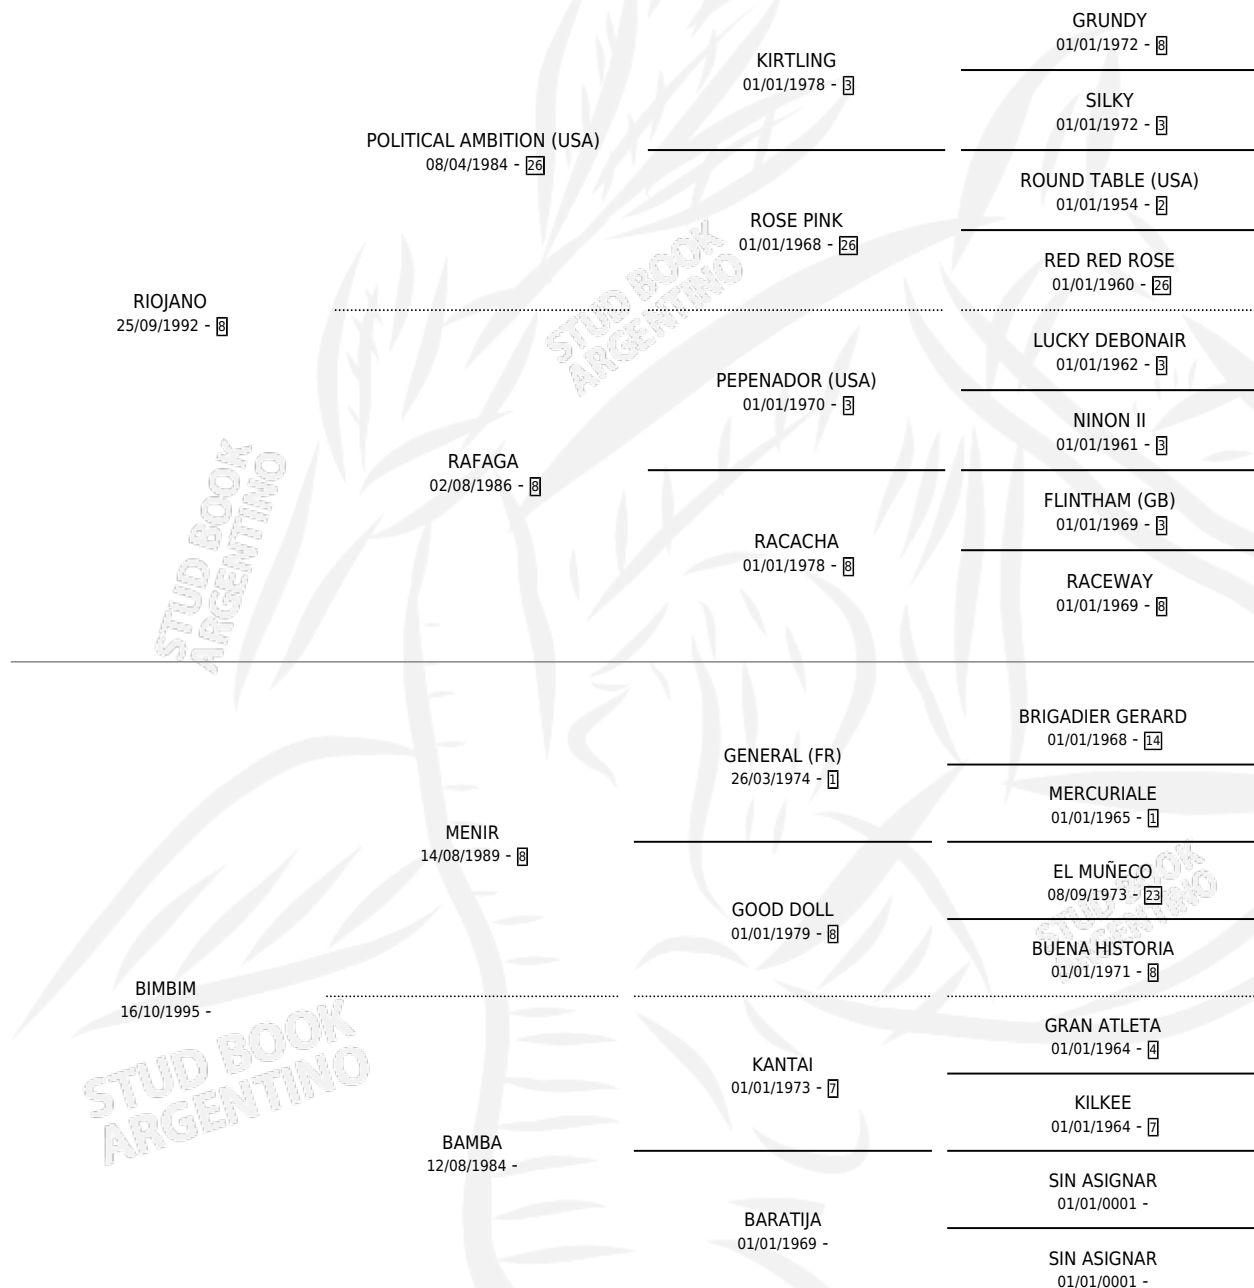 GRUNDY
01/01/1972 - 8
KIRTLING
01/01/1978 - 3
SILKY
01/01/1972 - 3
POLITICAL AMBITION (USA)
08/04/1984 - 26
ROUND TABLE (USA)
01/01/1954 - 2
ROSE PINK
01/01/1968 - 26
RED RED ROSE
01/01/1960 - 26
RIOJANO
25/09/1992 - 8
STUD BOOK
ARGENTINO
LUCKY DEBONAIR
01/01/1962 - 3
PEPENADOR (USA)
01/01/1970 - 3
NINON II
01/01/1961 - 3
RAFAGA
02/08/1986 - 8
STUD BOOK
ARGENTINO
FLINTHAM (GB)
01/01/1969 - 3
RACACHA
01/01/1978 - 8
RACEWAY
01/01/1969 - 8
BRIGADIER GERARD
01/01/1968 - 14
GENERAL (FR)
26/03/1974 - 1
MERCURIALE
01/01/1965 - 1
MENIR
14/08/1989 - 8
EL MUÑECO
08/09/1973 - 23
STUD BOOK
ARGENTINO
GOOD DOLL
01/01/1979 - 8
BUENA HISTORIA
01/01/1971 - 8
BIMBIM
16/10/1995 -
STUD BOOK
ARGENTINO
GRAN ATLETA
01/01/1964 - 4
KANTAI
01/01/1973 - 7
KILKEE
01/01/1964 - 7
BAMBA
12/08/1984 -
SIN ASIGNAR
01/01/0001 -
BARATIJA
01/01/1969 -
SIN ASIGNAR
01/01/0001 -